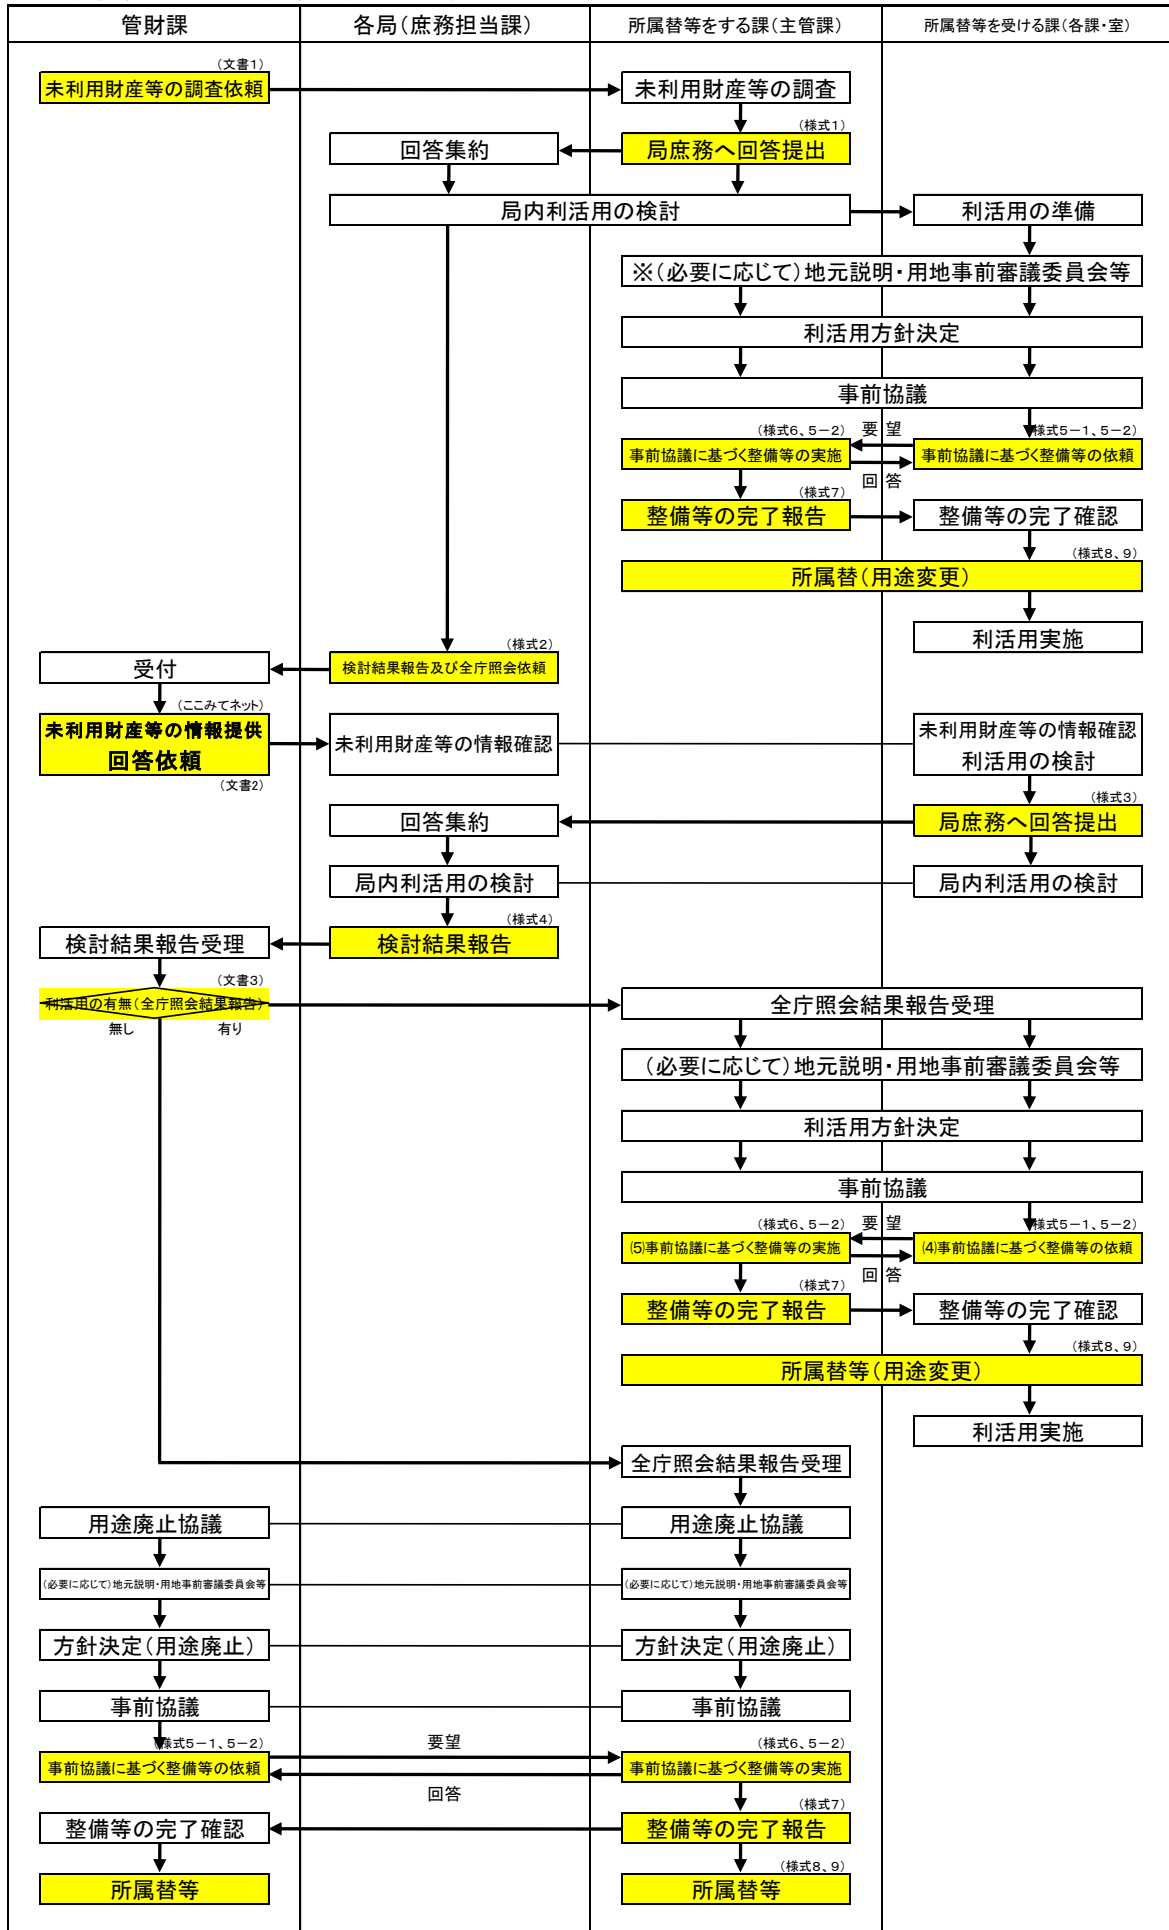 管財課
各局(庶務担当課)
所属替等をする課(主管課)
所属替等を受ける課(各課・室)
(文書1)
未利用財産等の調査依頼
未利用財産等の調査
(様式1)
回答集約
局庶務へ回答提出
局内利活用の検討
利活用の準備
※(必要に応じて)地元説明・用地事前審議委員会等
利活用方針決定
事前協議
(様式6、5-2)
要望
(様式5-1、5-2)
事前協議に基づく整備等の実施
事前協議に基づく整備等の依頼
回答
(様式7)
整備等の完了報告
整備等の完了確認
(様式8、9)
所属替(用途変更)
利活用実施
(様式2)
受付
検討結果報告及び全庁照会依頼
(ここみてネット)
未利用財産等の情報提供
回答依頼
(文書2)
未利用財産等の情報確認
未利用財産等の情報確認
利活用の検討
(様式3)
回答集約
局庶務へ回答提出
局内利活用の検討
局内利活用の検討
(様式4)
検討結果報告受理
検討結果報告
(文書3)
利活用の有無(全庁照会結果報告)
無し
有り
全庁照会結果報告受理
(必要に応じて)地元説明・用地事前審議委員会等
利活用方針決定
事前協議
(様式6、5-2)
要望
(様式5-1、5-2)
(5)事前協議に基づく整備等の実施
(4)事前協議に基づく整備等の依頼
回答
(様式7)
整備等の完了報告
整備等の完了確認
(様式8、9)
所属替等(用途変更)
利活用実施
全庁照会結果報告受理
用途廃止協議
用途廃止協議
(必要に応じて)地元説明・用地事前審議委員会等
(必要に応じて)地元説明・用地事前審議委員会等
方針決定(用途廃止)
方針決定(用途廃止)
事前協議
事前協議
(様式5-1、5-2)
要望
(様式6、5-2)
事前協議に基づく整備等の依頼
事前協議に基づく整備等の実施
回答
(様式7)
整備等の完了確認
整備等の完了報告
(様式8、9)
所属替等
所属替等